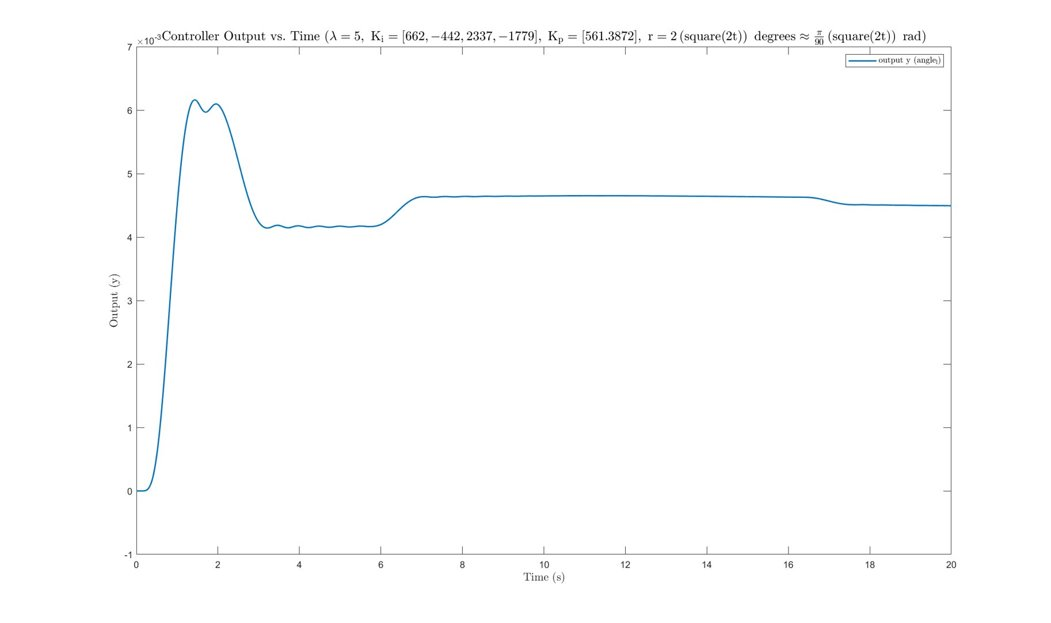 ×10⁻³
Controller Output vs. Time (λ = 5, Kᵢ = [662, −442, 2337, −1779], Kₚ = [561.3872], r = 2 (square(2t)) degrees ≈ π/90 (square(2t)) rad)
output y (angle₁)
7
6
5
4
3
2
1
0
-1
Output (y)
0 2 4 6 8 10 12 14 16 18 20
Time (s)